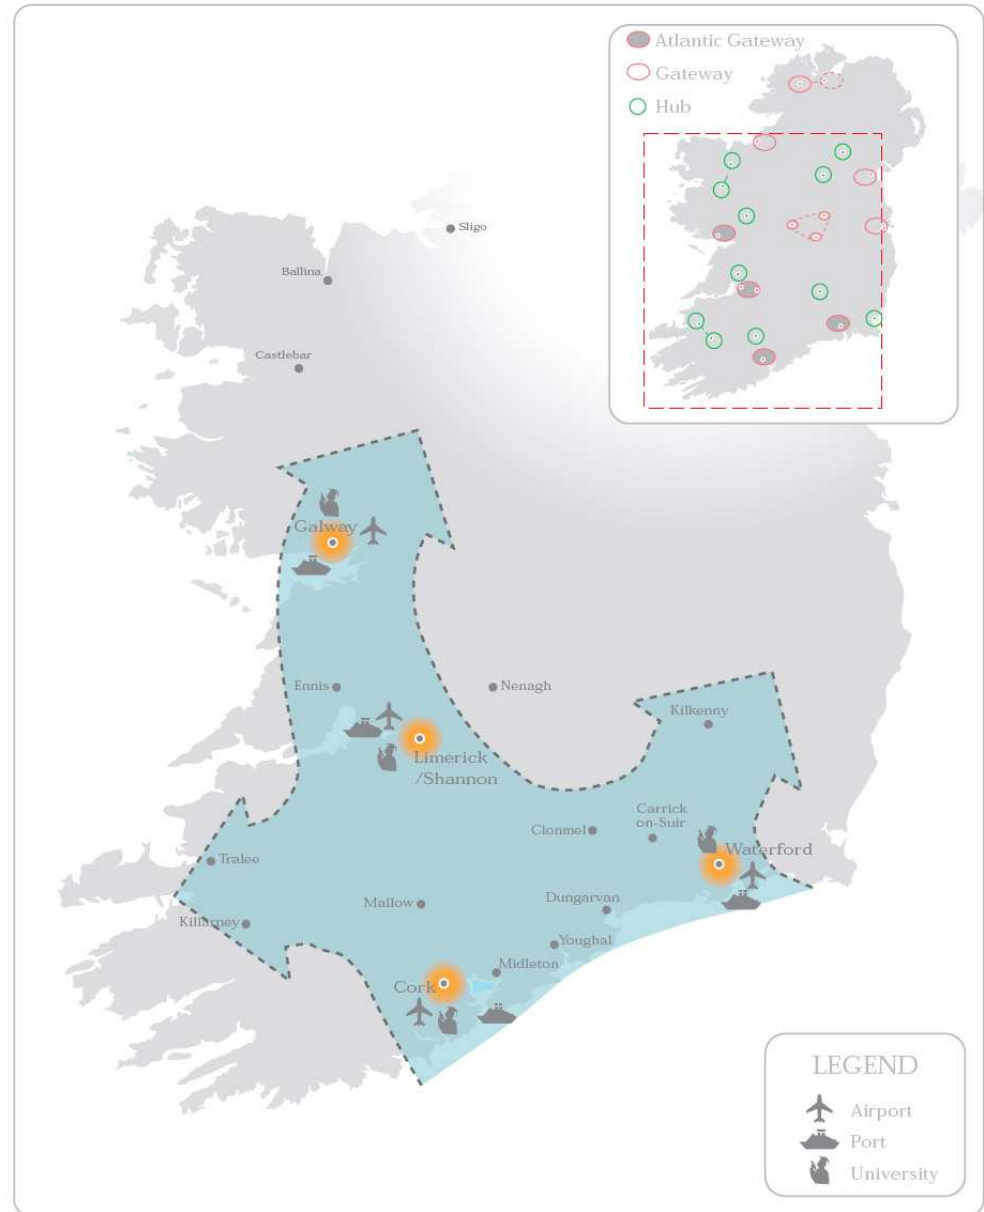 Atlantic Gateway
Gateway
Hub
Sligo
Ballina
Castlebar
Galway
Ennis
Nenagh
Kilkenny
Limerick
/Shannon
Carrick
on-Suir
Clonmel
Waterford
Tralee
Mallow
Dungarvan
Killarney
Youghal
Midleton
Cork
LEGEND
Airport
Port
University